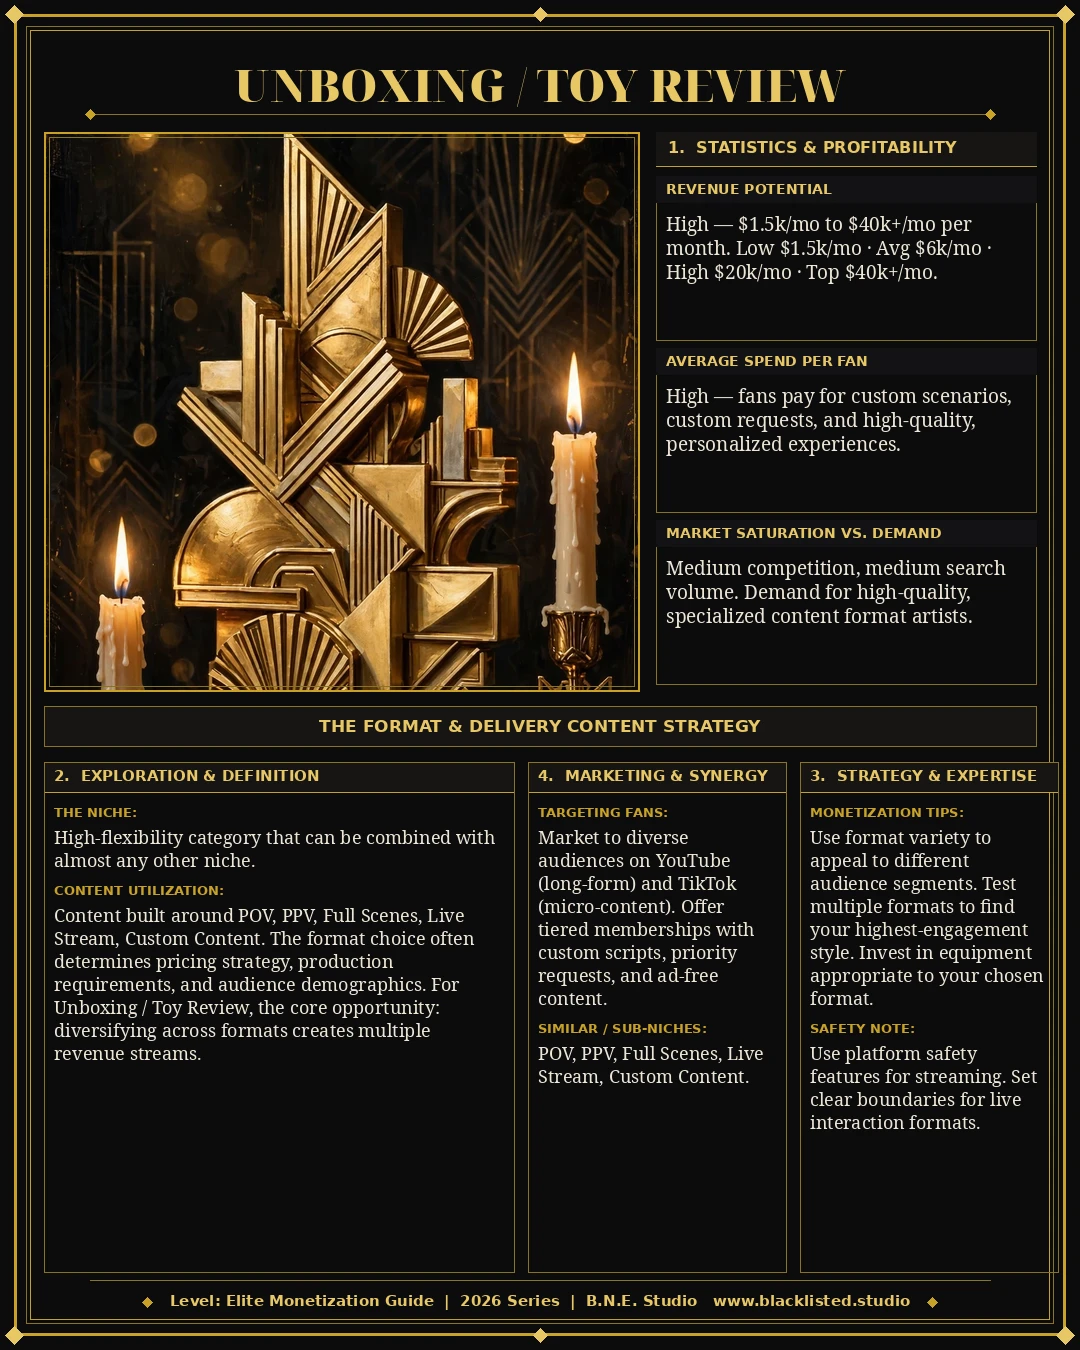 UNBOXING / TOY REVIEW
1. STATISTICS & PROFITABILITY
REVENUE POTENTIAL
High — $1.5k/mo to $40k+/mo per
month. Low $1.5k/mo · Avg $6k/mo ·
High $20k/mo · Top $40k+/mo.
AVERAGE SPEND PER FAN
High — fans pay for custom scenarios,
custom requests, and high-quality,
personalized experiences.
MARKET SATURATION VS. DEMAND
Medium competition, medium search
volume. Demand for high-quality,
specialized content format artists.
THE FORMAT & DELIVERY CONTENT STRATEGY
2. EXPLORATION & DEFINITION
THE NICHE:
High-flexibility category that can be combined with
almost any other niche.
CONTENT UTILIZATION:
Content built around POV, PPV, Full Scenes, Live
Stream, Custom Content. The format choice often
determines pricing strategy, production
requirements, and audience demographics. For
Unboxing / Toy Review, the core opportunity:
diversifying across formats creates multiple
revenue streams.
4. MARKETING & SYNERGY
TARGETING FANS:
Market to diverse
audiences on YouTube
(long-form) and TikTok
(micro-content). Offer
tiered memberships with
custom scripts, priority
requests, and ad-free
content.
SIMILAR / SUB-NICHES:
POV, PPV, Full Scenes, Live
Stream, Custom Content.
3. STRATEGY & EXPERTISE
MONETIZATION TIPS:
Use format variety to
appeal to different
audience segments. Test
multiple formats to find
your highest-engagement
style. Invest in equipment
appropriate to your chosen
format.
SAFETY NOTE:
Use platform safety
features for streaming. Set
clear boundaries for live
interaction formats.
Level: Elite Monetization Guide | 2026 Series | B.N.E. Studio www.blacklisted.studio